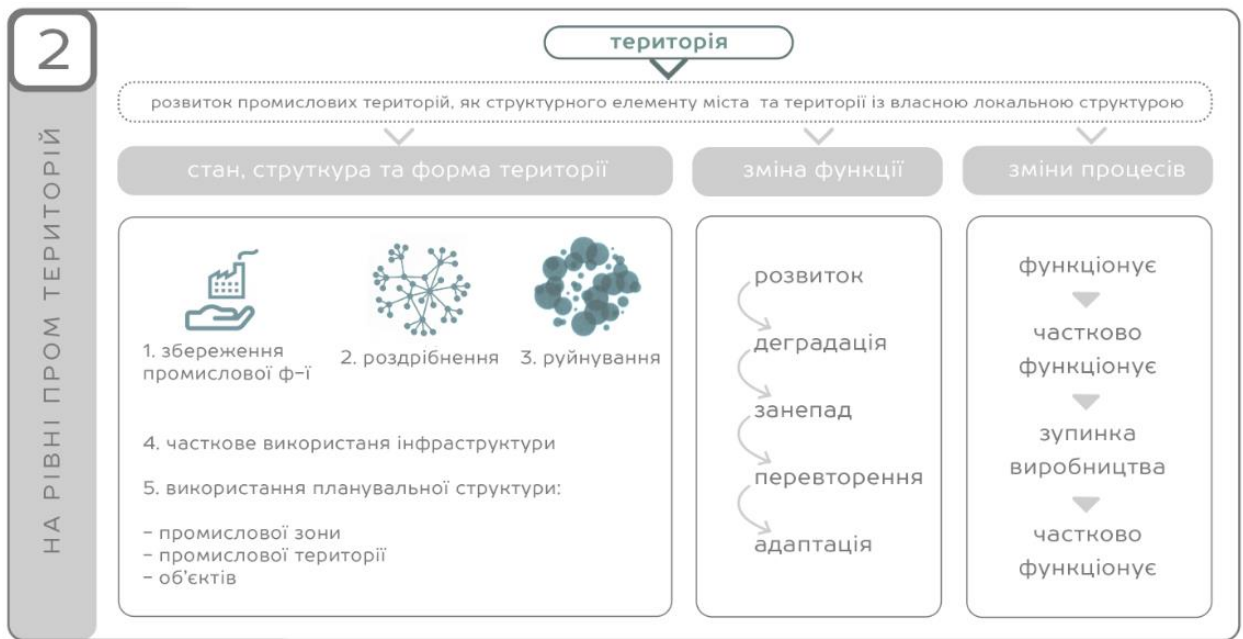 2
НА РІВНІ ПРОМ ТЕРИТОРІЙ
територія
розвиток промислових територій, як структурного елементу міста та території із власною локальною структурою
стан, струткура та форма території
1. збереження
промислової ф-ї
2. роздрібнення
3. руйнування
4. часткове використаня інфраструктури
5. використання планувальної структури:
- промислової зони
- промислової території
- об'єктів
зміна функції
розвиток
деградація
занепад
перевторення
адаптація
зміни процесів
функціонує
частково
функціонує
зупинка
виробництва
частково
функціонує